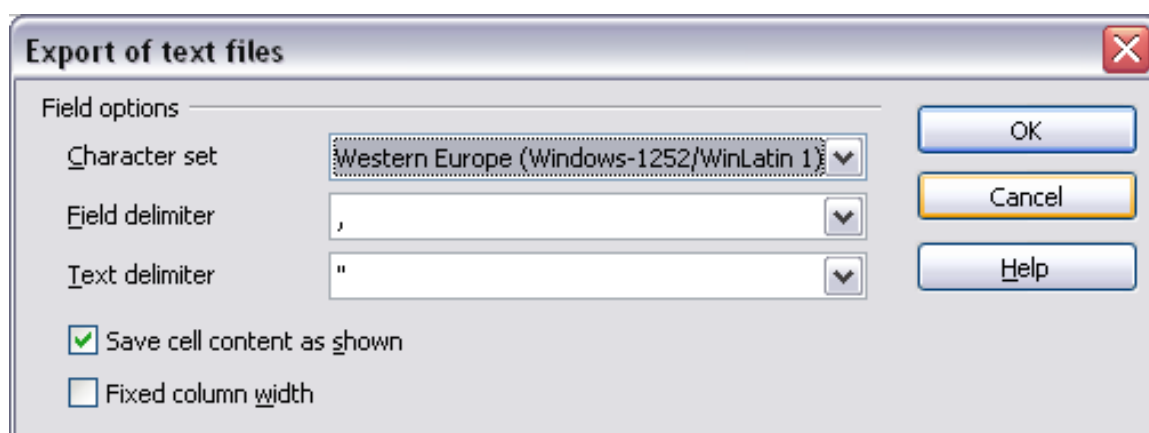 Export of text files
Field options
Character set
Western Europe (Windows-1252/WinLatin 1)
Field delimiter
,
Text delimiter
"
Save cell content as shown
Fixed column width
OK
Cancel
Help